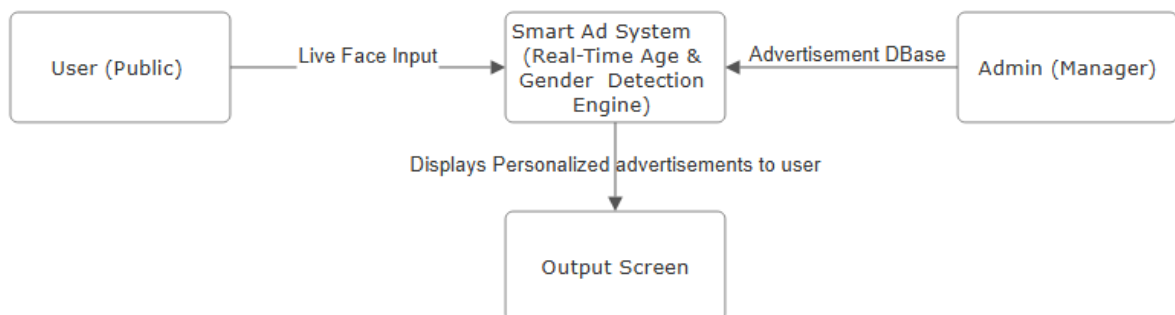 User (Public)
Live Face Input
Smart Ad System
(Real-Time Age &
Gender Detection
Engine)
Advertisement DBase
Admin (Manager)
Displays Personalized advertisements to user
Output Screen